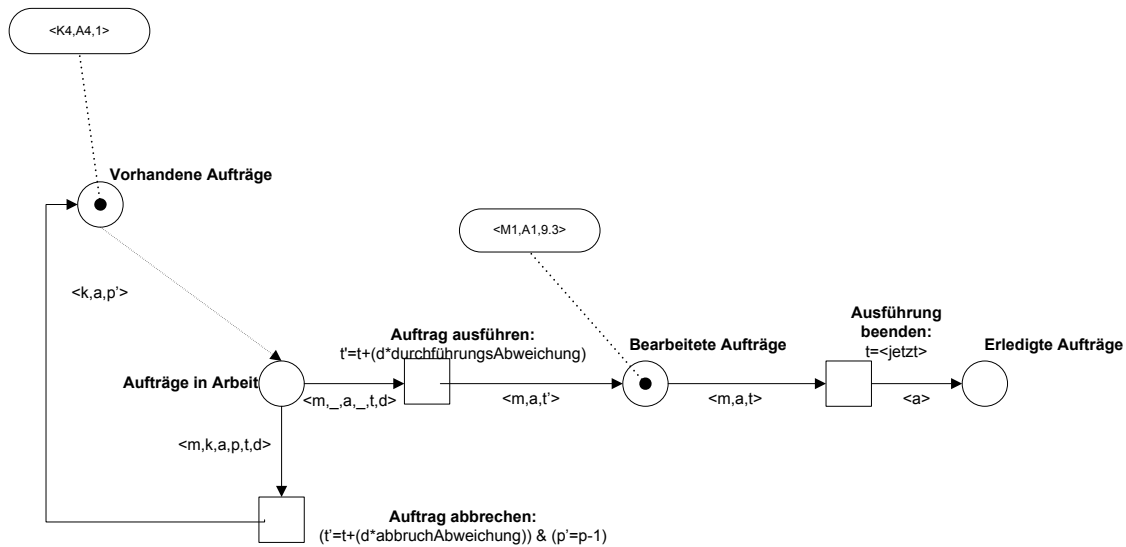 <K4,A4,1>
Vorhandene Aufträge
<M1,A1,9.3>
<k,a,p’>
Ausführung
beenden:
t=<jetzt>
Auftrag ausführen:
t'=t+(d*durchführungsAbweichung)
Bearbeitete Aufträge
Erledigte Aufträge
Aufträge in Arbeit
<m,_,a,_,t,d>
<m,a,t’>
<m,a,t>
<a>
<m,k,a,p,t,d>
Auftrag abbrechen:
(t’=t+(d*abbruchAbweichung)) & (p’=p-1)